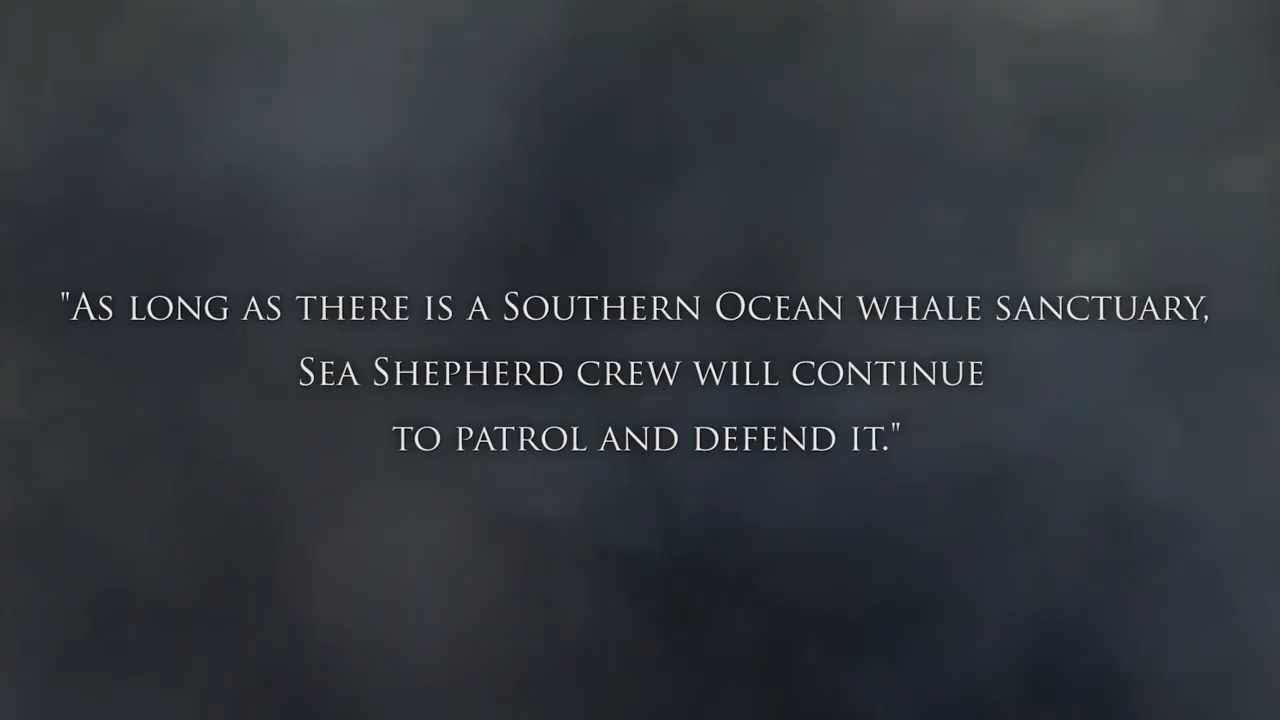 "As long as there is a Southern Ocean whale sanctuary,
Sea Shepherd crew will continue
to patrol and defend it."